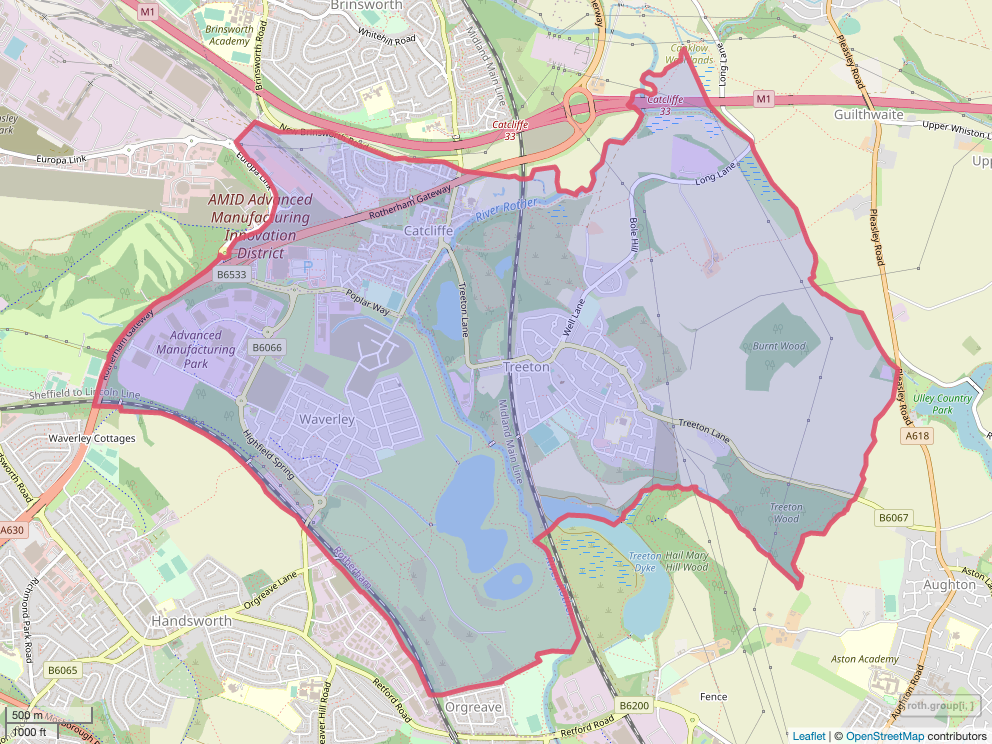 Brinsworth
M1
Brinsworth
Academy
Whitehill Road
Brinsworth Road
Midland Main Line
Long Lane
Pleasley Road
M1
Catcliffe
33
Catcliffe
33
Guilthwaite
Upper Whiston L
Upp
Europa Link
Europa Link
AMID Advanced
Manufacturing
Innovation
District
Rotherham Gateway
River Rother
Catcliffe
Long Lane
Bole Hill
Pleasley Road
B6533
Poplar Way
Treeton Lane
Well Lane
Advanced
Manufacturing
Park
B6066
Rotherham Gateway
Burnt Wood
Treeton
Sheffield to Lincoln Line
Pleasley Road
Ulley Country
Park
Waverley
Waverley Cottages
Highfield Spring
Midland Main Line
Treeton Lane
A618
A630
Treeton
Wood
B6067
Treeton
Dyke
Hail Mary
Hill Wood
Orgreave Lane
Richmond Park Road
Handsworth
Aughton
Aston Academy
B6065
Retford Road
Orgreave
Fence
B6200
Retford Road
Aughton Road
500 m
1000 ft
roth.group[i, ]
Leaflet | © OpenStreetMap contributors